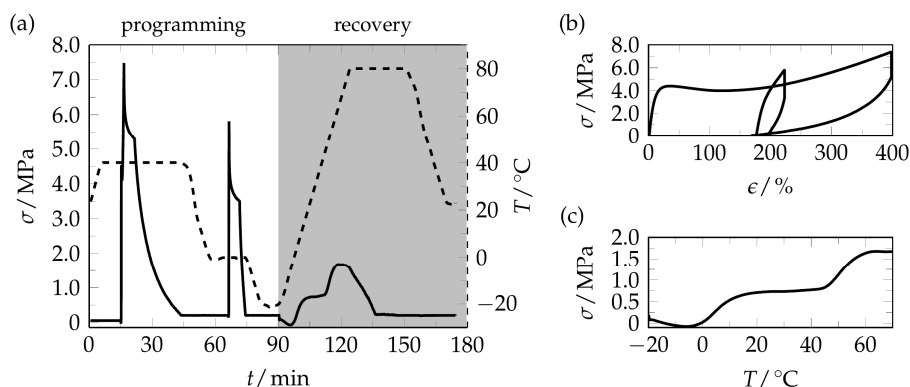 (a) programming recovery
8.0
7.0
6.0
5.0
4.0
3.0
2.0
1.0
0
σ / MPa
80
60
40
20
0
−20
T / °C
0 30 60 90 120 150 180
t / min
(b)
8.0
6.0
4.0
2.0
0
σ / MPa
0 100 200 300 400
ϵ / %
(c)
2.0
1.5
1.0
0.5
0
σ / MPa
−20 0 20 40 60
T / °C